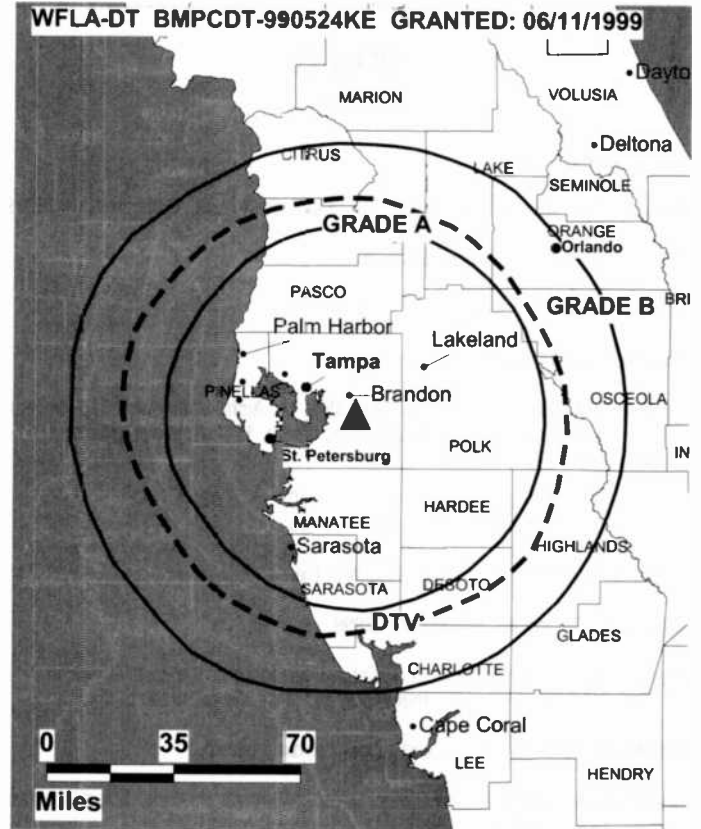 WFLA-DT BMPCDT-990524KE GRANTED: 06/11/1999
Dayto
MARION
VOLUSIA
Deltona
CITRUS
LAKE
SEMINOLE
GRADE A
ORANGE
Orlando
PASCO
GRADE B
BRI
Palm Harbor
Lakeland
Tampa
PINELLAS
Brandon
OSCEOLA
St. Petersburg
POLK
IN
HARDEE
MANATEE
Sarasota
HIGHLANDS
SARASOTA
DESOTO
DTV
GLADES
CHARLOTTE
Cape Coral
0 35 70
LEE
HENDRY
Miles